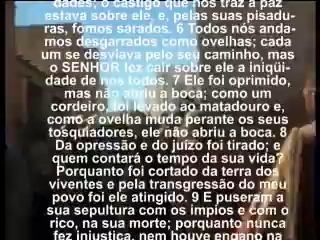 dades; o castigo que nos traz a paz
estava sobre ele, e, pelas suas pisadu-
ras, fomos sarados. 6 Todos nós anda-
mos desgarrados como ovelhas; cada
um se desviava pelo seu caminho, mas
o SENHOR fez cair sobre ele a iniqüi-
dade de nos todos. 7 Ele foi oprimido,
mas não abriu a boca; como um
cordeiro, foi levado ao matadouro e,
como a ovelha muda perante os seus
tosquiadores, ele não abriu a boca. 8
Da opressão e do juízo foi tirado; e
quem contará o tempo da sua vida?
Porquanto foi cortado da terra dos
viventes e pela transgressão do meu
povo foi ele atingido. 9 E puseram a
sua sepultura com os ímpios e com o
rico, na sua morte; porquanto nunca
fez injustiça, nem houve engano na